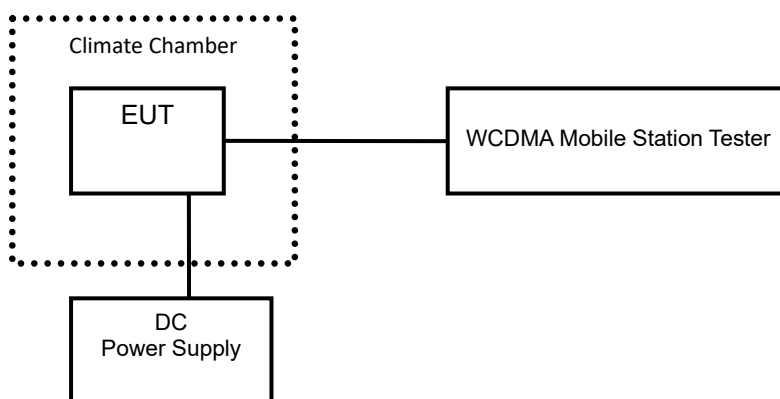 Climate Chamber
EUT
WCDMA Mobile Station Tester
DC
Power Supply